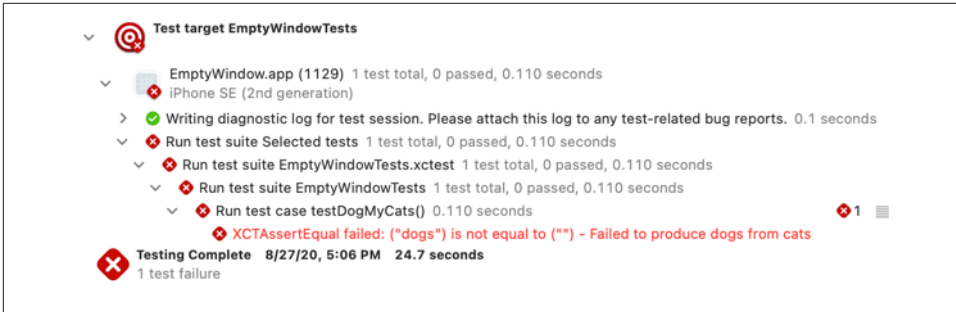 Test target EmptyWindowTests
EmptyWindow.app (1129) 1 test total, 0 passed, 0.110 seconds
iPhone SE (2nd generation)
Writing diagnostic log for test session. Please attach this log to any test-related bug reports. 0.1 seconds
Run test suite Selected tests 1 test total, 0 passed, 0.110 seconds
Run test suite EmptyWindowTests.xctest 1 test total, 0 passed, 0.110 seconds
Run test suite EmptyWindowTests 1 test total, 0 passed, 0.110 seconds
Run test case testDogMyCats() 0.110 seconds 1
XCTAssertEqual failed: ("dogs") is not equal to ("") - Failed to produce dogs from cats
Testing Complete 8/27/20, 5:06 PM 24.7 seconds
1 test failure